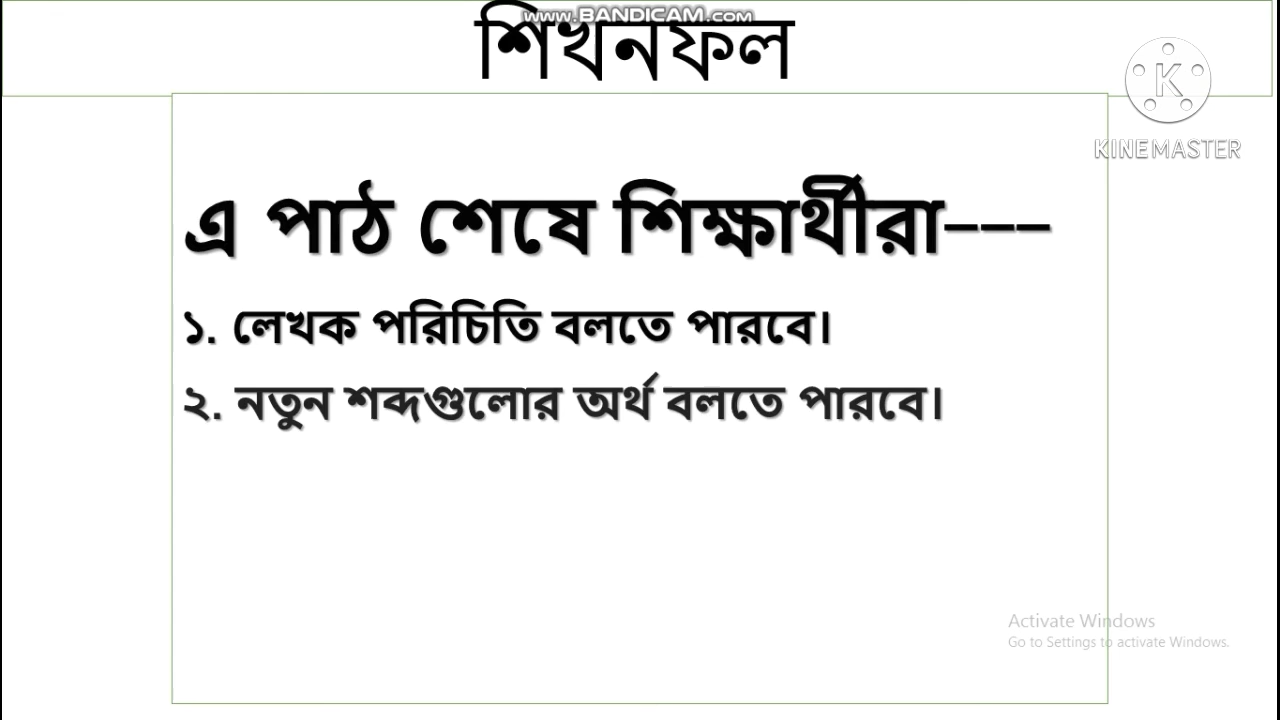 www.BANDICAM.com
শিখনফল
K
KINEMASTER
এ পাঠ শেষে শিক্ষার্থীরা---
১. লেখক পরিচিতি বলতে পারবে।
২. নতুন শব্দগুলোর অর্থ বলতে পারবে।
Activate Windows
Go to Settings to activate Windows.